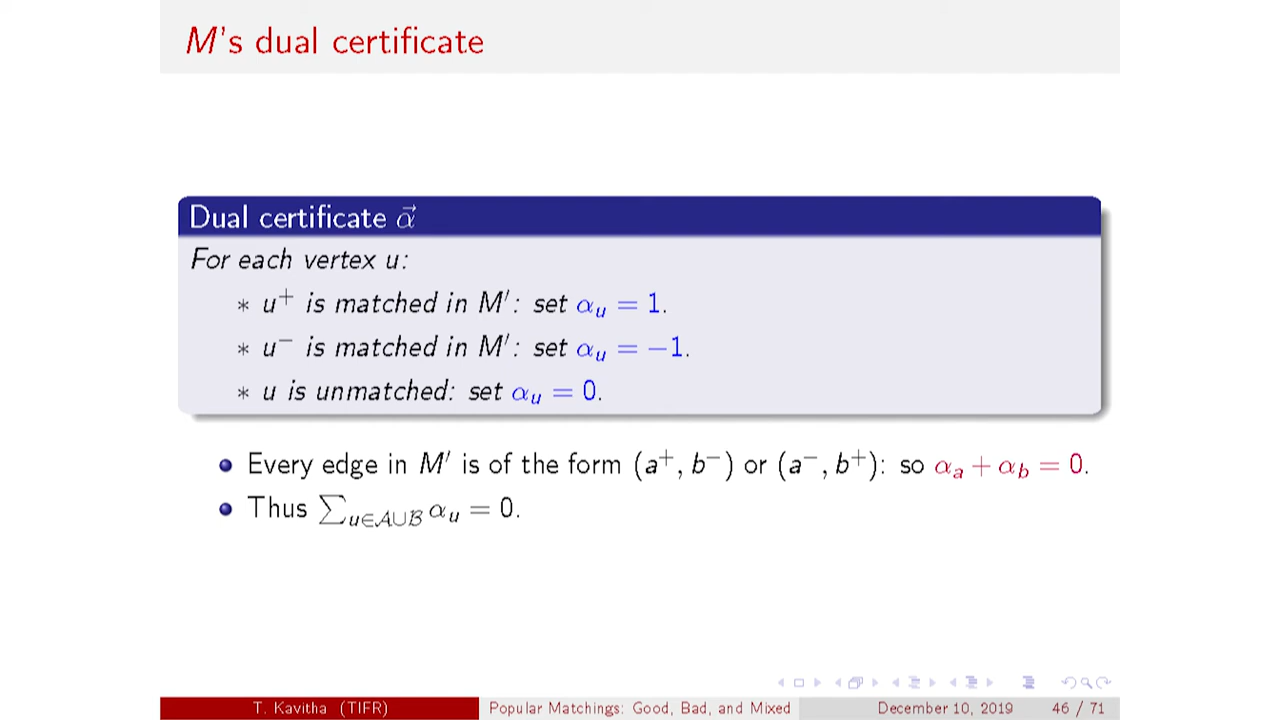 M's dual certificate
Dual certificate α⃗
For each vertex u:
∗ u⁺ is matched in M′: set αᵤ = 1.
∗ u⁻ is matched in M′: set αᵤ = −1.
∗ u is unmatched: set αᵤ = 0.
Every edge in M′ is of the form (a⁺, b⁻) or (a⁻, b⁺): so α_a + α_b = 0.
Thus ∑_{u∈A∪B} αᵤ = 0.
T. Kavitha (TIFR) Popular Matchings: Good, Bad, and Mixed December 10, 2019 46 / 71